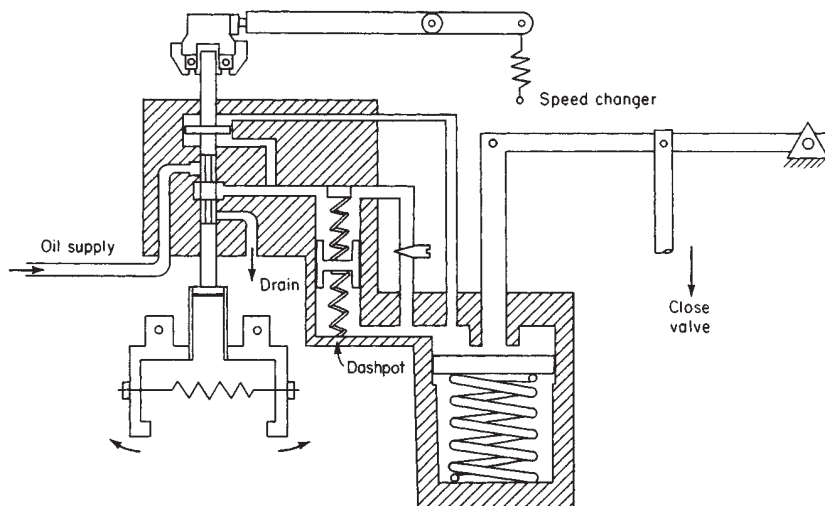 Speed changer
Oil supply
Drain
Close
valve
Dashpot